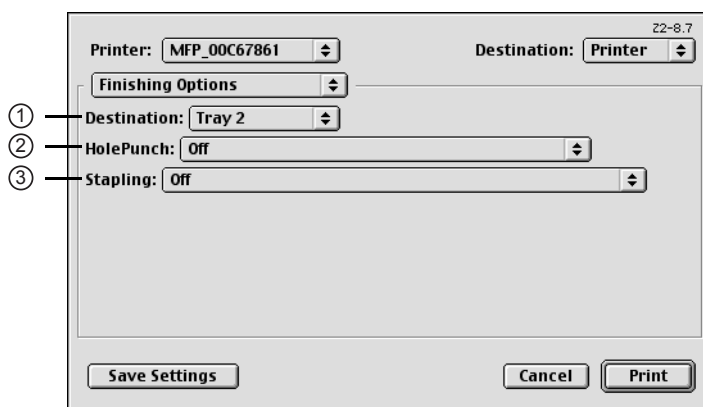 Z2-8.7
Printer: MFP_00C67861 Destination: Printer
Finishing Options
① Destination: Tray 2
② HolePunch: Off
③ Stapling: Off
Save Settings Cancel Print